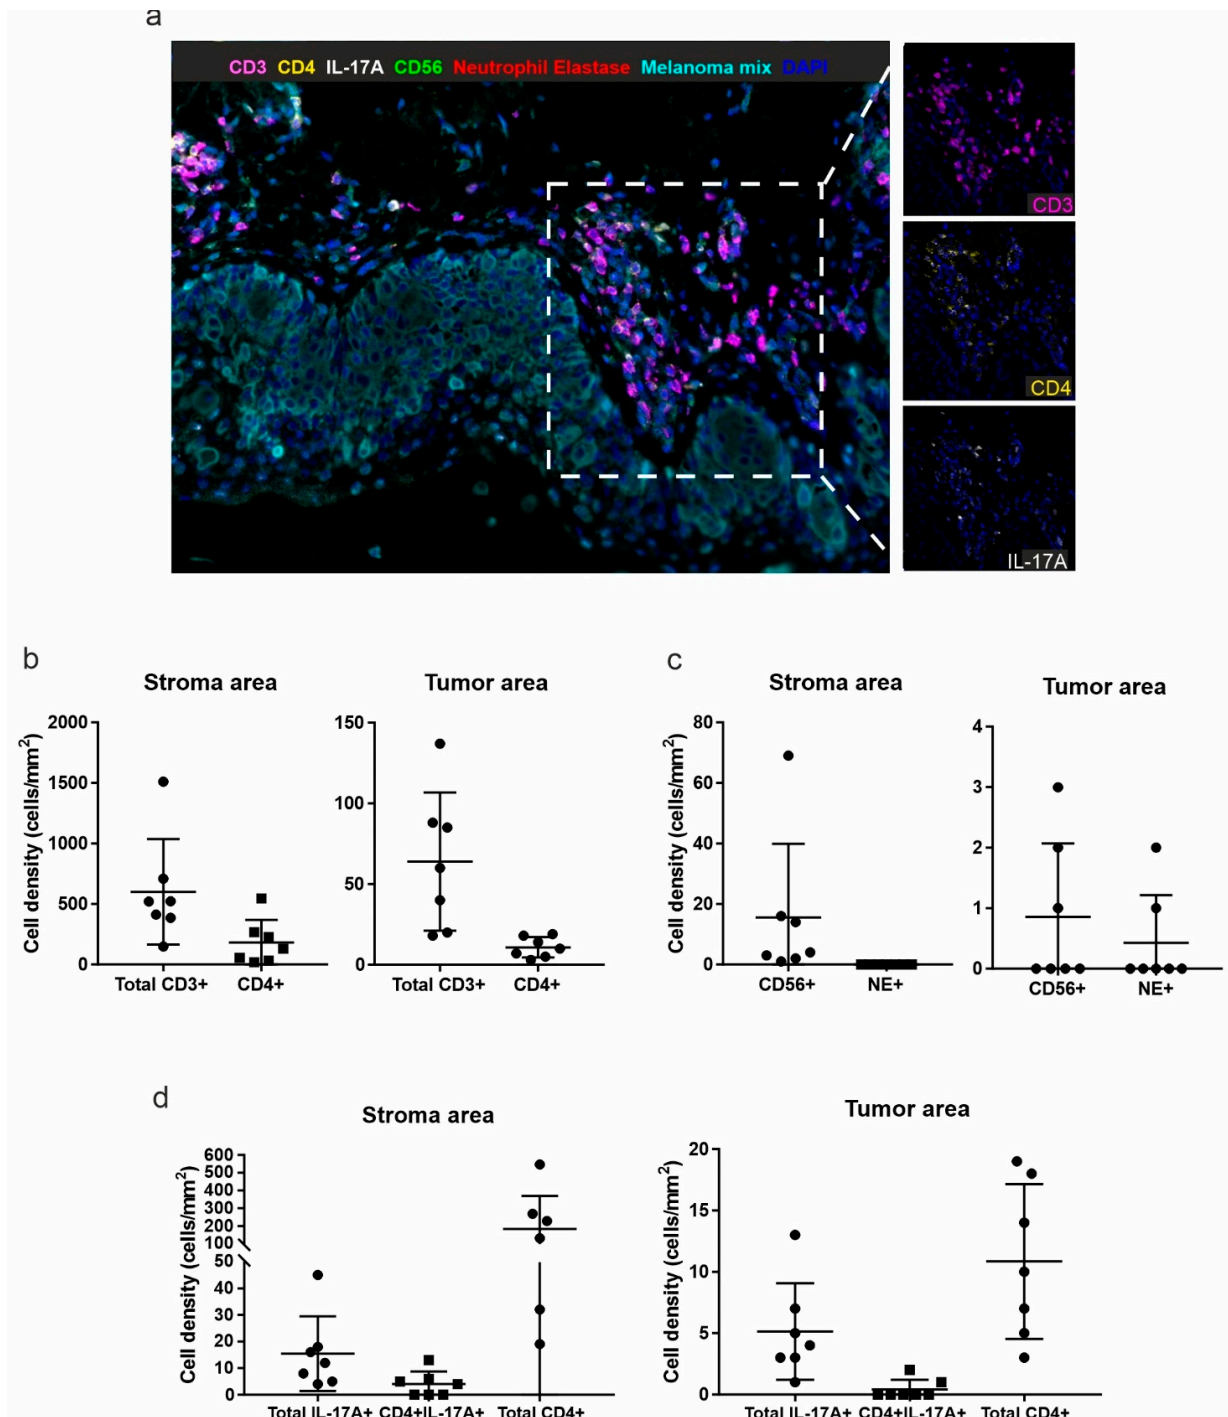 a
CD3 CD4 IL-17A CD56 Neutrophil Elastase Melanoma mix DAPI
CD3
CD4
IL-17A
b
Stroma area
Tumor area
Cell density (cells/mm²)
2000
1500
1000
500
0
Total CD3+ CD4+
150
100
50
0
Total CD3+ CD4+
c
Stroma area
Tumor area
Cell density (cells/mm²)
80
60
40
20
0
CD56+ NE+
4
3
2
1
0
CD56+ NE+
d
Stroma area
Tumor area
Cell density (cells/mm²)
600
500
400
300
200
100
50
40
30
20
10
0
Total IL-17A+ CD4+IL-17A+ Total CD4+
Cell density (cells/mm²)
20
15
10
5
0
Total IL-17A+ CD4+IL-17A+ Total CD4+